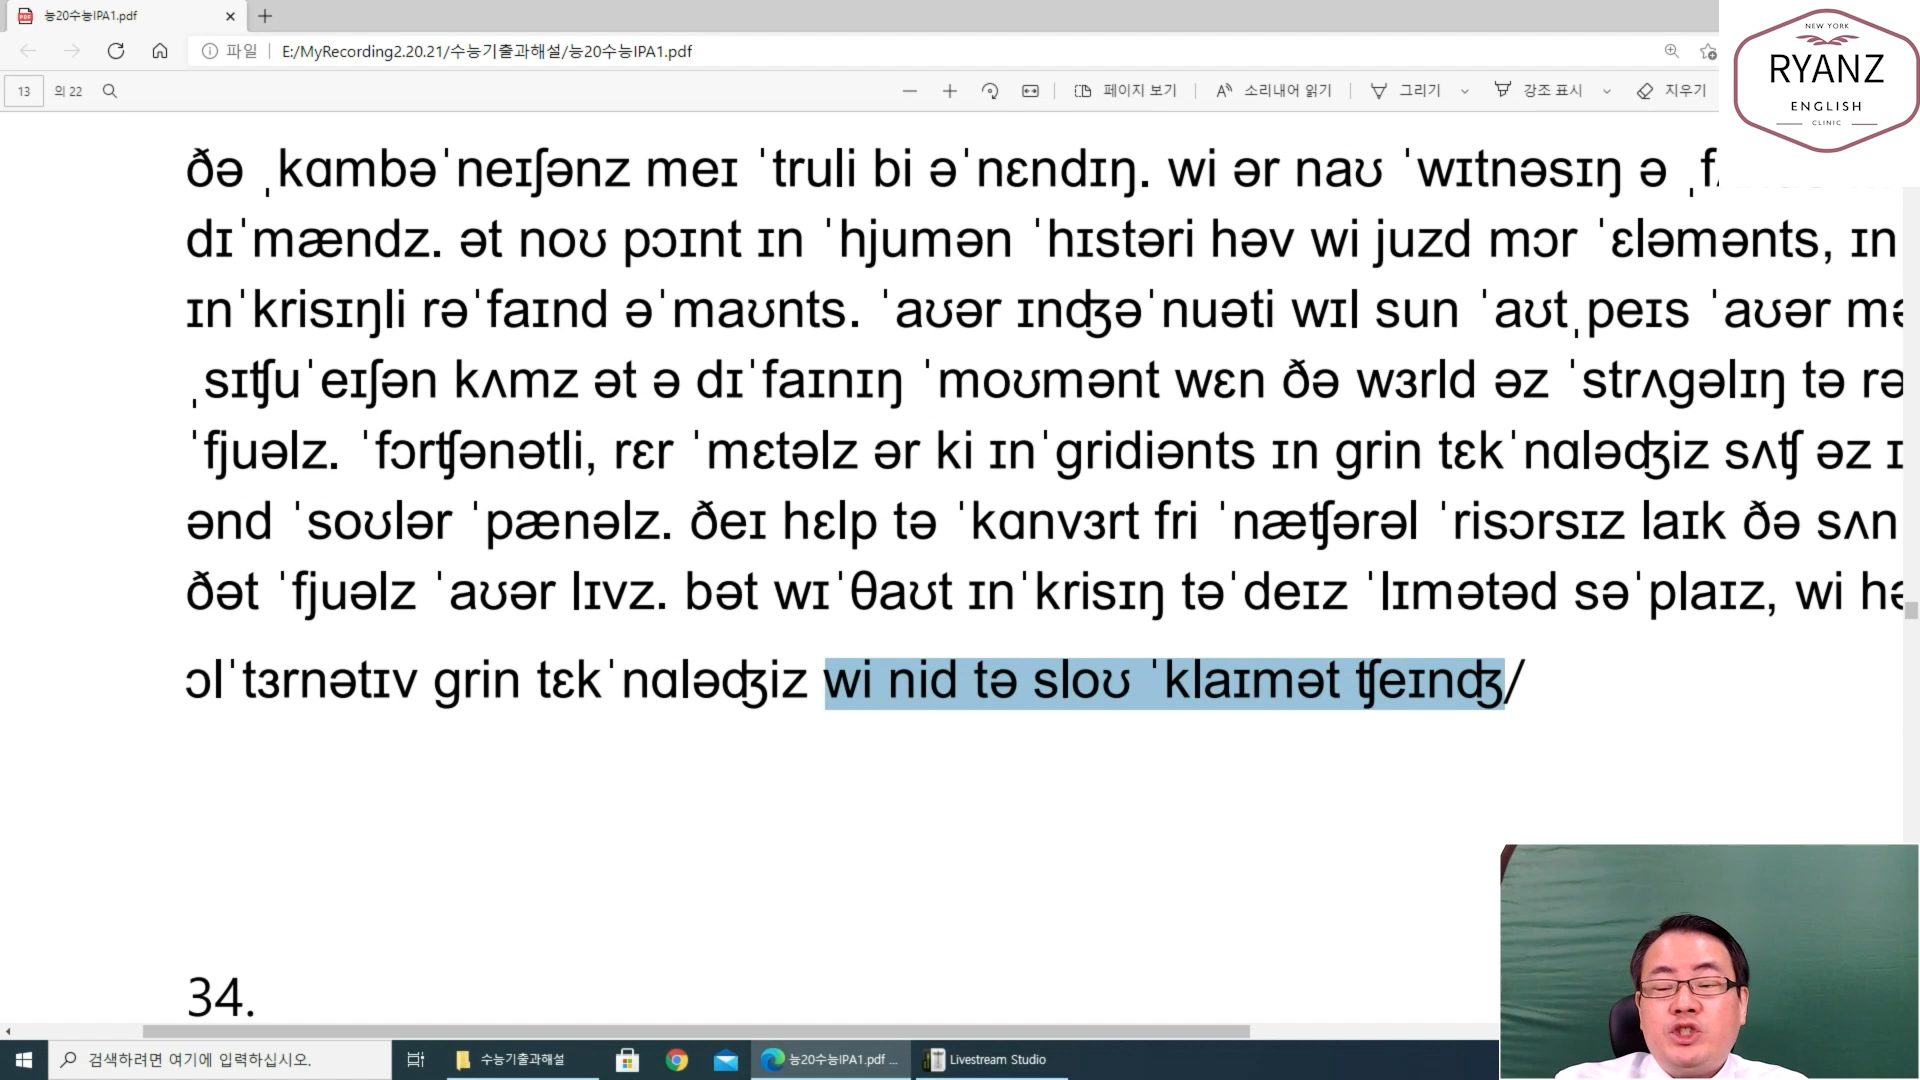 능20수능IPA1.pdf
파일 E:/MyRecording2.20.21/수능기출과해설/능20수능IPA1.pdf
13 의 22 페이지 보기 소리내어 읽기 그리기 강조 표시 지우기
NEW YORK
RYANZ
ENGLISH
CLINIC
ðə ˌkɑmbəˈneɪʃənz meɪ ˈtruli bi əˈnɛndɪŋ. wi ər naʊ ˈwɪtnəsɪŋ ə
dɪˈmændz. ət noʊ pɔɪnt ɪn ˈhjumən ˈhɪstəri həv wi juzd mɔr ˈɛləmənts, ɪn
ɪnˈkrisɪŋli rəˈfaɪnd əˈmaʊnts. ˈaʊər ɪnʤəˈnuəti wɪl sun ˈaʊtˌpeɪs ˈaʊər mə
ˌsɪʧuˈeɪʃən kʌmz ət ə dɪˈfaɪnɪŋ ˈmoʊmənt wɛn ðə wɜrld əz ˈstrʌgəlɪŋ tə rə
ˈfjuəlz. ˈfɔrʧənətli, rɛr ˈmɛtəlz ər ki ɪnˈgridiənts ɪn grin tɛkˈnɑləʤiz sʌʧ əz ɪ
ənd ˈsoʊlər ˈpænəlz. ðeɪ hɛlp tə ˈkɑnvɜrt fri ˈnæʧərəl ˈrisɔrsɪz laɪk ðə sʌn
ðət ˈfjuəlz ˈaʊər lɪvz. bət wɪˈθaʊt ɪnˈkrisɪŋ təˈdeɪz ˈlɪmətəd səˈplaɪz, wi hə
ɔlˈtɜrnətɪv grin tɛkˈnɑləʤiz wi nid tə sloʊ ˈklaɪmət ʧeɪnʤ/
34.
검색하려면 여기에 입력하십시오. 수능기출과해설 능20수능IPA1.pdf ... Livestream Studio